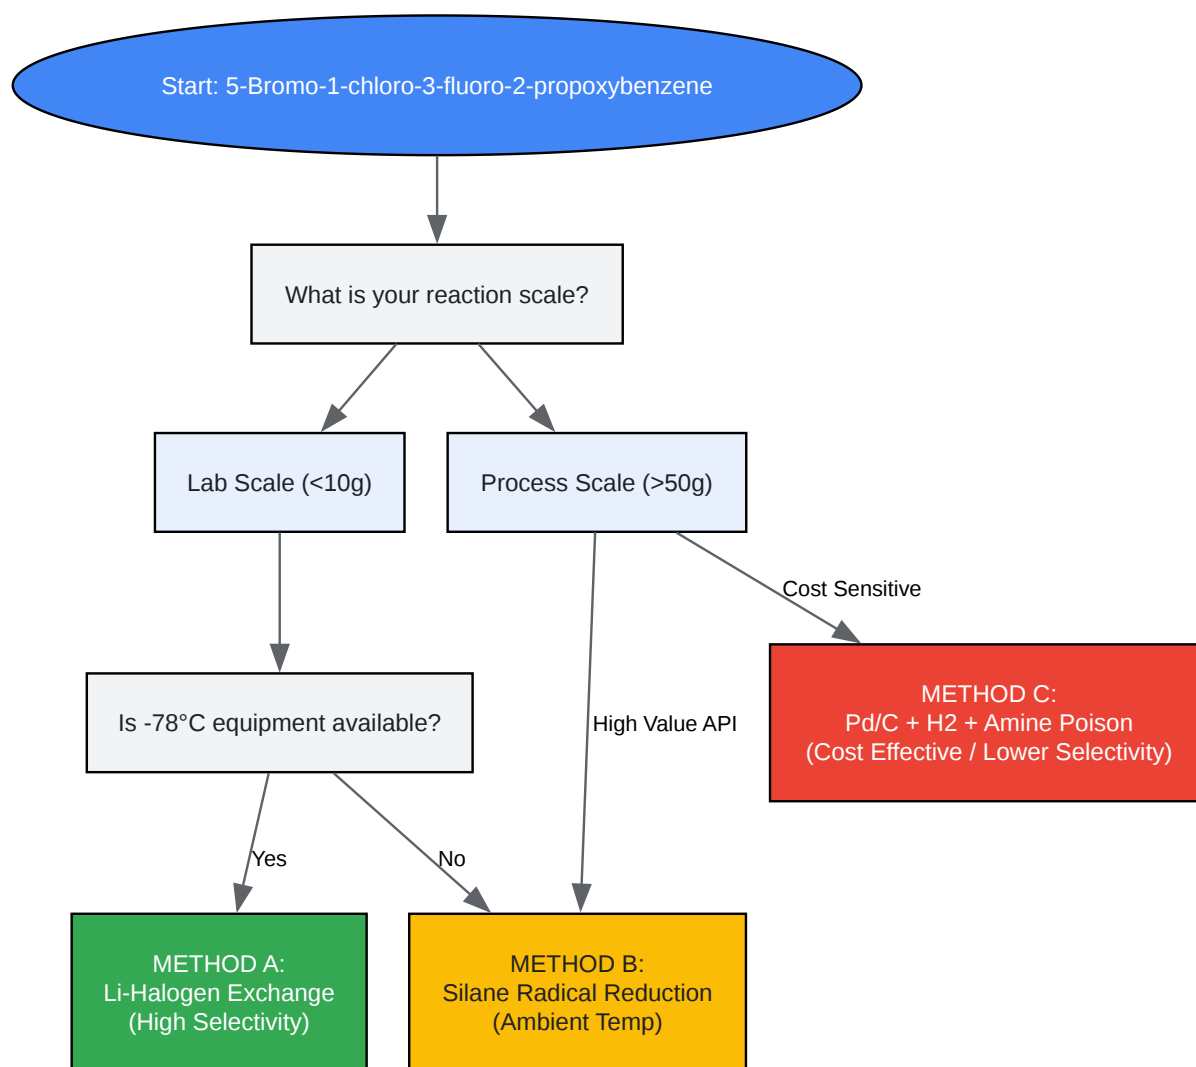 Start: 5-Bromo-1-chloro-3-fluoro-2-propoxybenzene
What is your reaction scale?
Lab Scale (<10g)
Process Scale (>50g)
Cost Sensitive
METHOD C:
Pd/C + H2 + Amine Poison
(Cost Effective / Lower Selectivity)
Is -78°C equipment available?
High Value API
Yes
No
METHOD A:
Li-Halogen Exchange
(High Selectivity)
METHOD B:
Silane Radical Reduction
(Ambient Temp)